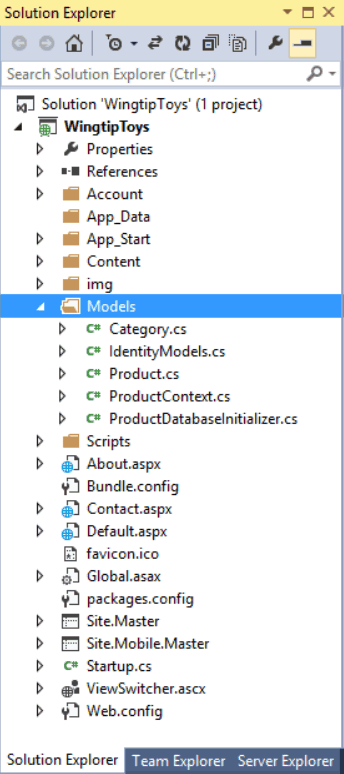 Solution Explorer
Search Solution Explorer (Ctrl+;)
Solution 'WingtipToys' (1 project)
WingtipToys
Properties
References
Account
App_Data
App_Start
Content
img
Models
C# Category.cs
C# IdentityModels.cs
C# Product.cs
C# ProductContext.cs
C# ProductDatabaseInitializer.cs
Scripts
About.aspx
Bundle.config
Contact.aspx
Default.aspx
favicon.ico
Global.asax
packages.config
Site.Master
Site.Mobile.Master
C# Startup.cs
ViewSwitcher.ascx
Web.config
Solution Explorer Team Explorer Server Explorer